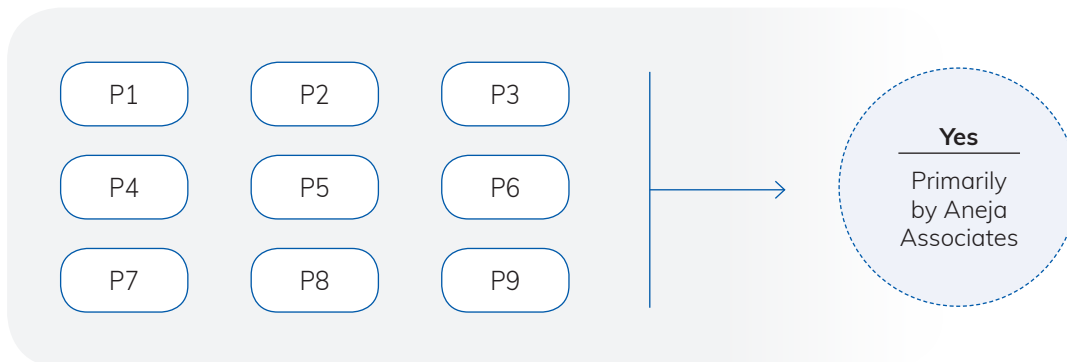 P1 P2 P3
P4 P5 P6
P7 P8 P9
Yes
Primarily
by Aneja
Associates